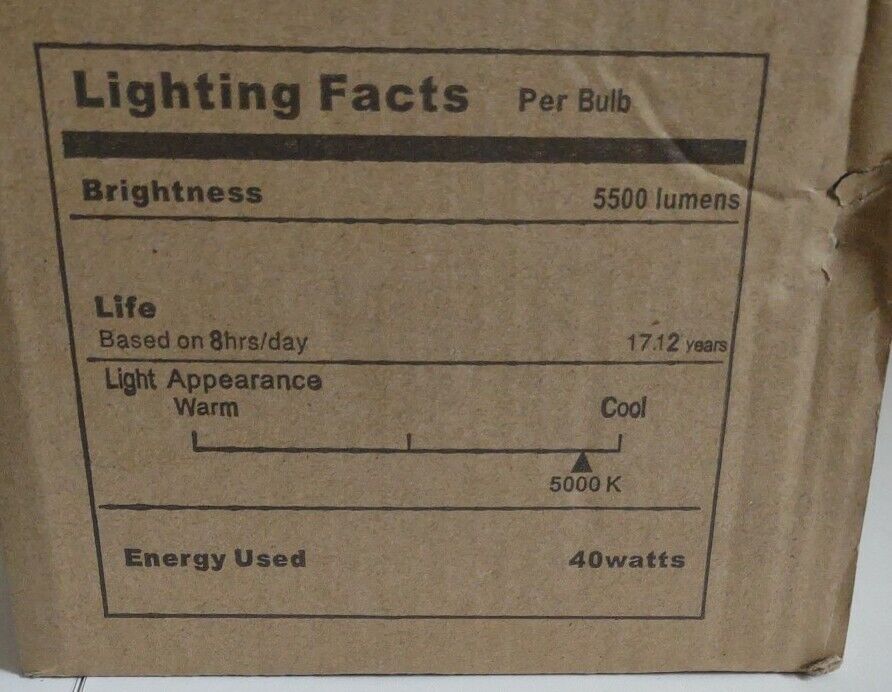 Lighting Facts Per Bulb
Brightness 5500 lumens
Life
Based on 8hrs/day 17.12 years
Light Appearance
Warm Cool
5000 K
Energy Used 40watts